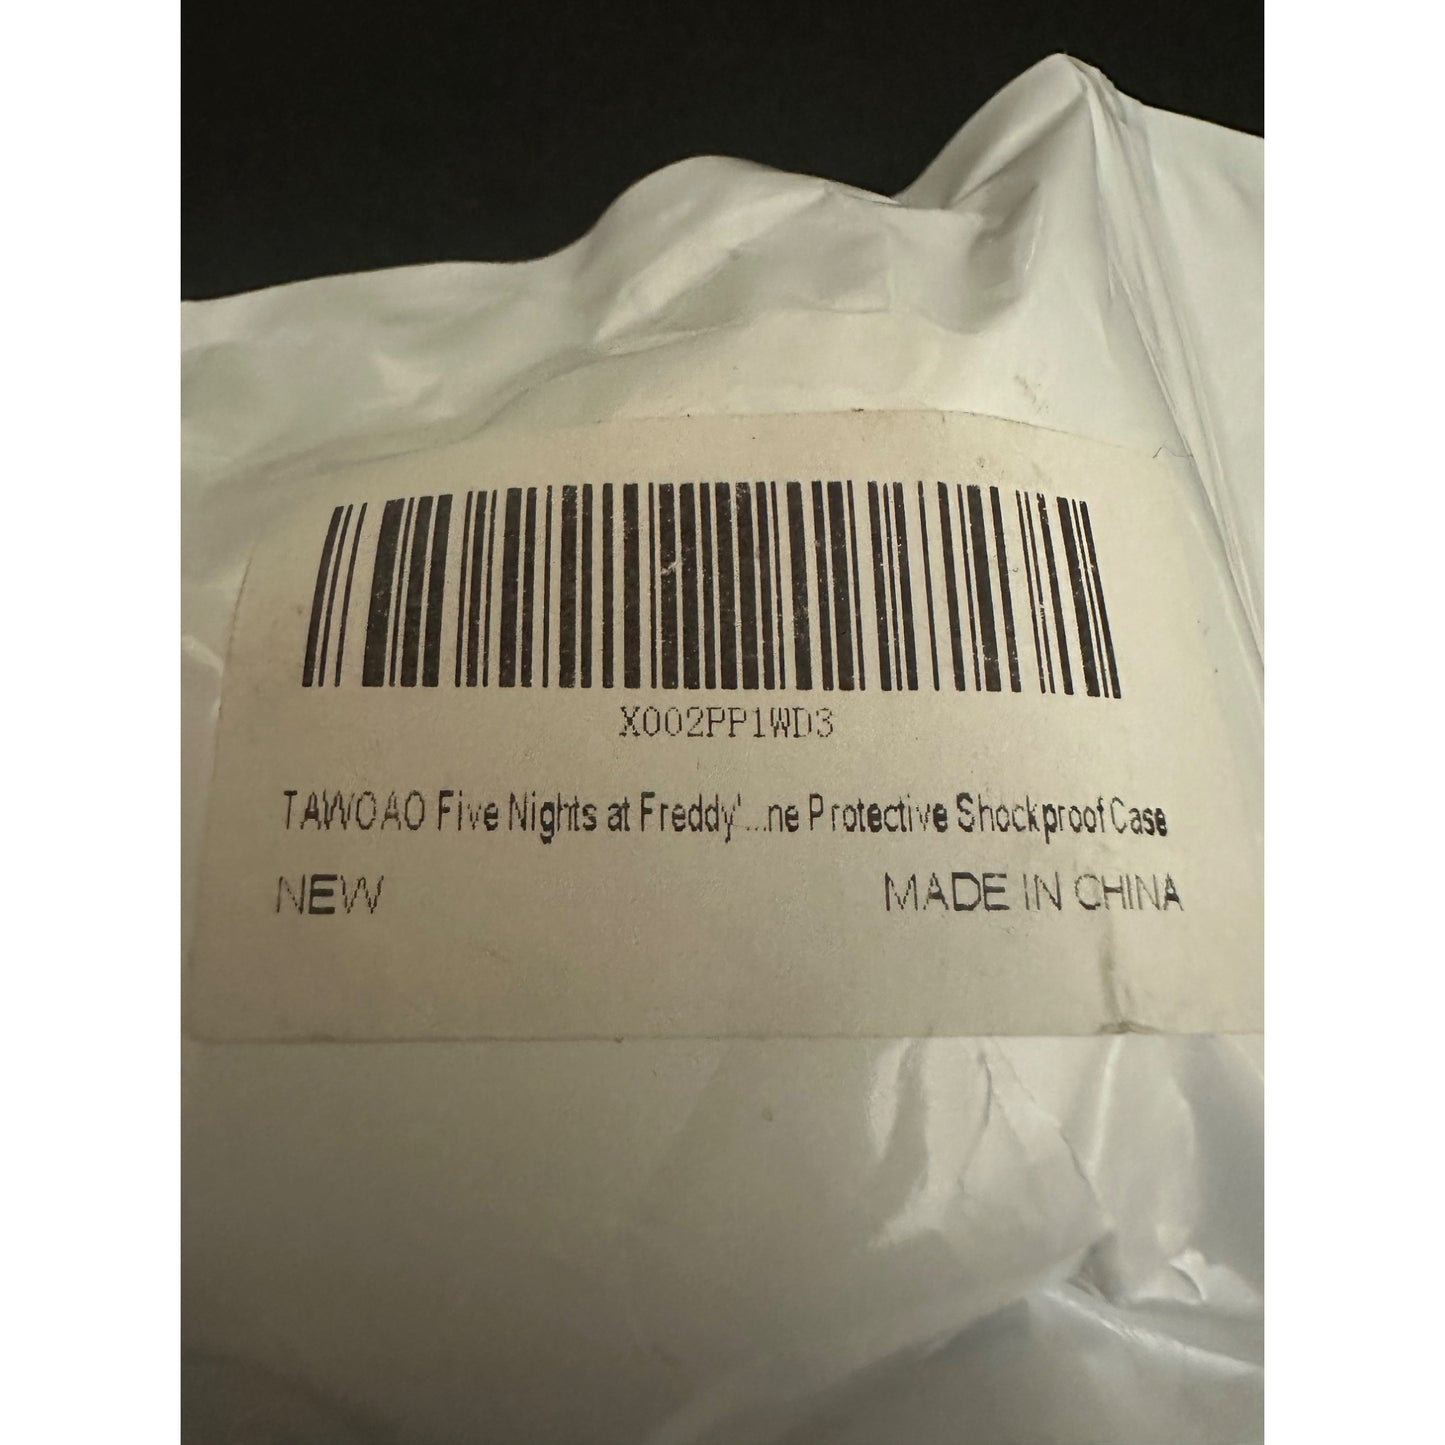 X002PP1WD3
TAWOAO Five Nights at Freddy'...ne Protective Shockproof Case
NEW MADE IN CHINA